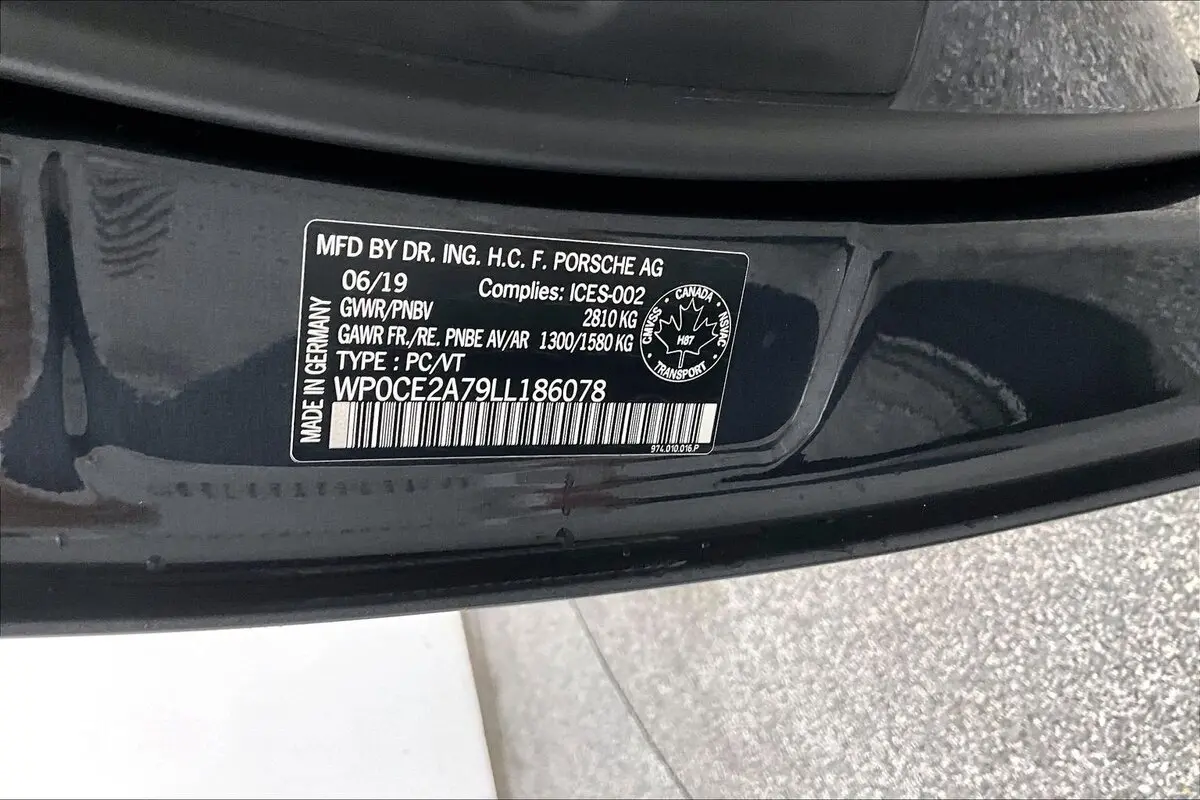 MFD BY DR. ING. H.C. F. PORSCHE AG
06/19 Complies: ICES-002
GVWR/PNBV 2810 KG
GAWR FR./RE. PNBE AV/AR 1300/1580 KG
TYPE : PC/VT
WP0CE2A79LL186078
974.010.016.P
MADE IN GERMANY
CANADA
CMVSS
NSVAC
H87
TRANSPORT